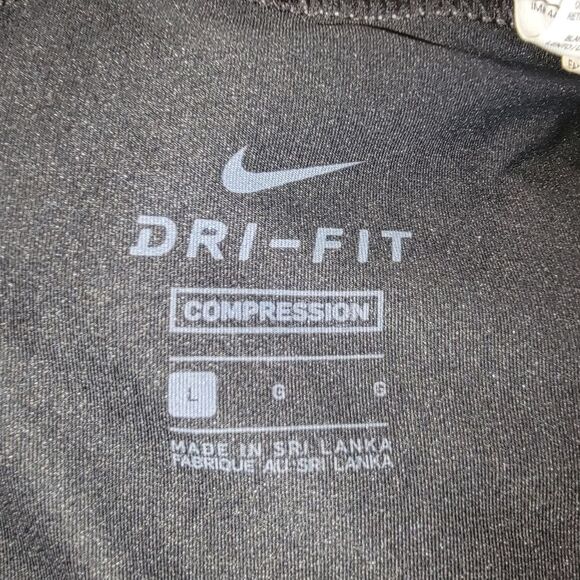 DRI-FIT
COMPRESSION
L G G
MADE IN SRI LANKA
FABRIQUE AU SRI LANKA